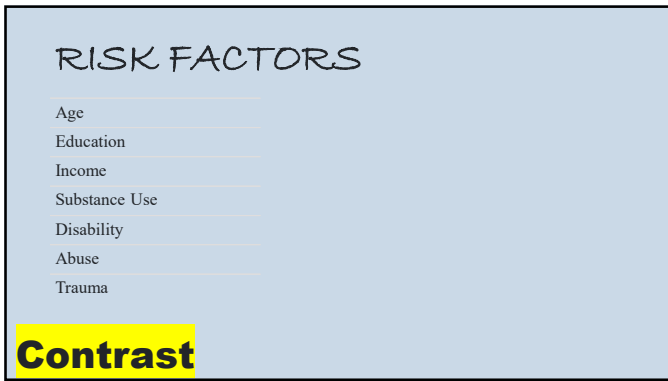 RISK FACTORS
Age
Education
Income
Substance Use
Disability
Abuse
Trauma
Contrast